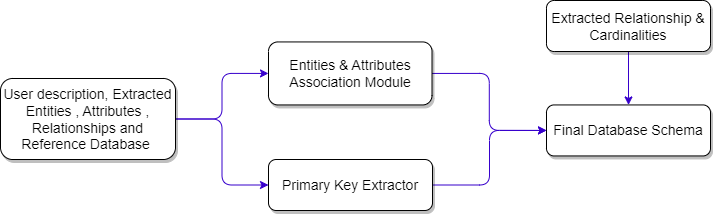 Extracted Relationship &
Cardinalities
Entities & Attributes
Association Module
User description, Extracted
Entities , Attributes ,
Relationships and
Reference Database
Final Database Schema
Primary Key Extractor